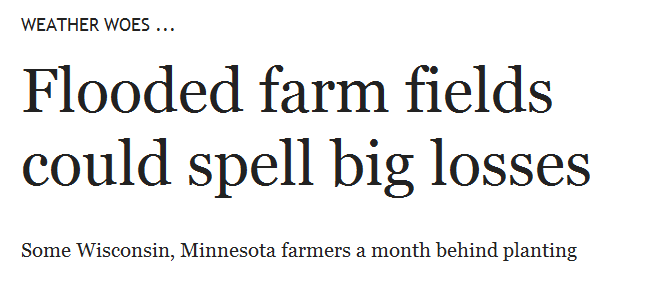 WEATHER WOES ...
Flooded farm fields
could spell big losses
Some Wisconsin, Minnesota farmers a month behind planting